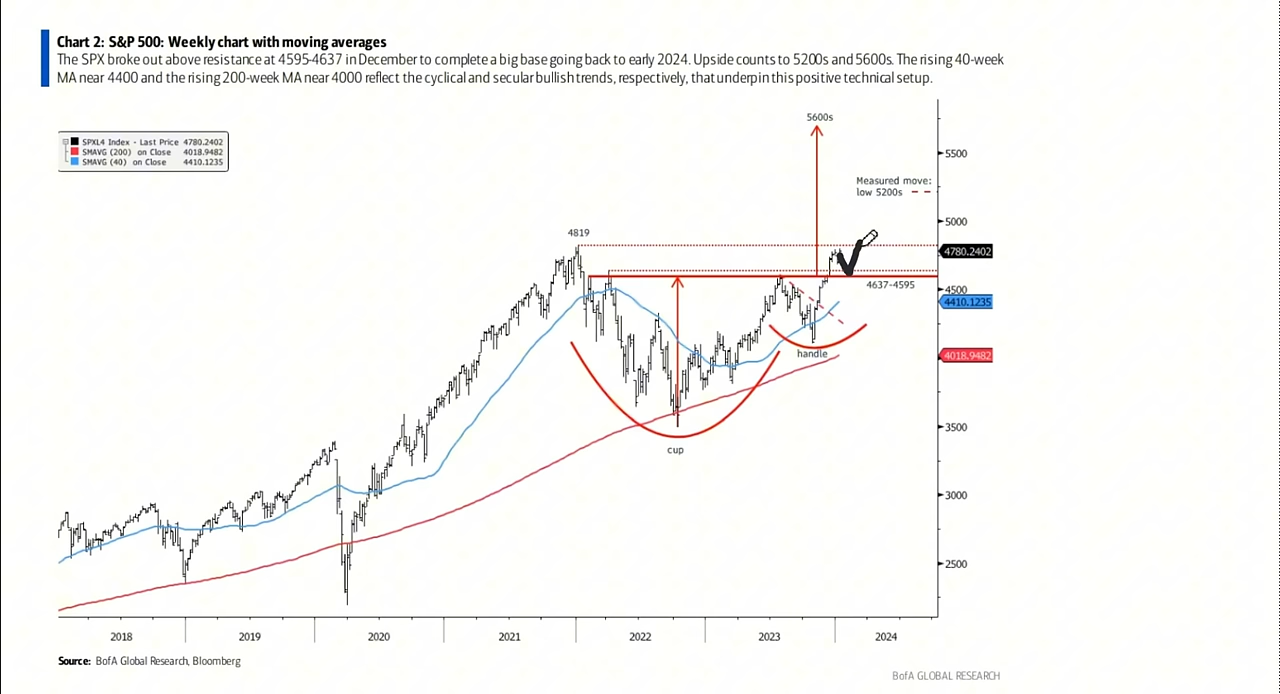 Chart 2: S&P 500: Weekly chart with moving averages
The SPX broke out above resistance at 4595-4637 in December to complete a big base going back to early 2024. Upside counts to 5200s and 5600s. The rising 40-week
MA near 4400 and the rising 200-week MA near 4000 reflect the cyclical and secular bullish trends, respectively, that underpin this positive technical setup.
SPXL4 Index - Last Price 4780.2402
SMAVG (200) on Close 4018.9482
SMAVG (40) on Close 4410.1235
5600s
5500
Measured move:
low 5200s
5000
4819
4780.2402
4637-4595
4500
4410.1235
handle
4018.9482
3500
cup
3000
2500
2018 2019 2020 2021 2022 2023 2024
Source: BofA Global Research, Bloomberg
BofA GLOBAL RESEARCH